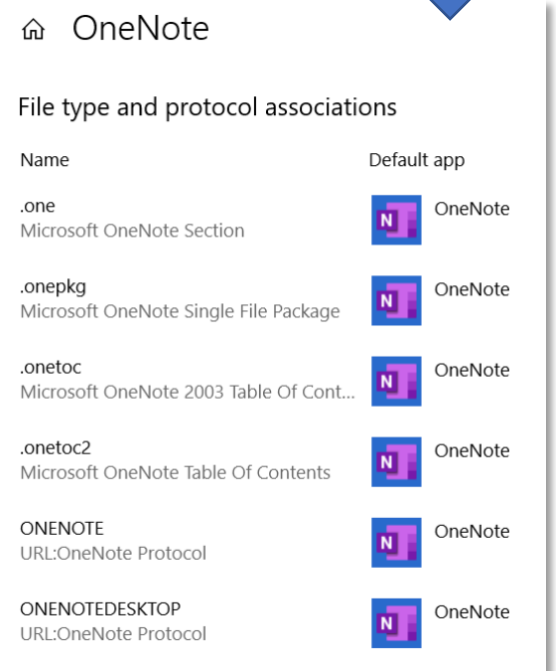 OneNote
File type and protocol associations
Name Default app
.one OneNote
Microsoft OneNote Section
.onepkg OneNote
Microsoft OneNote Single File Package
.onetoc OneNote
Microsoft OneNote 2003 Table Of Cont...
.onetoc2 OneNote
Microsoft OneNote Table Of Contents
ONENOTE OneNote
URL:OneNote Protocol
ONENOTEDESKTOP OneNote
URL:OneNote Protocol